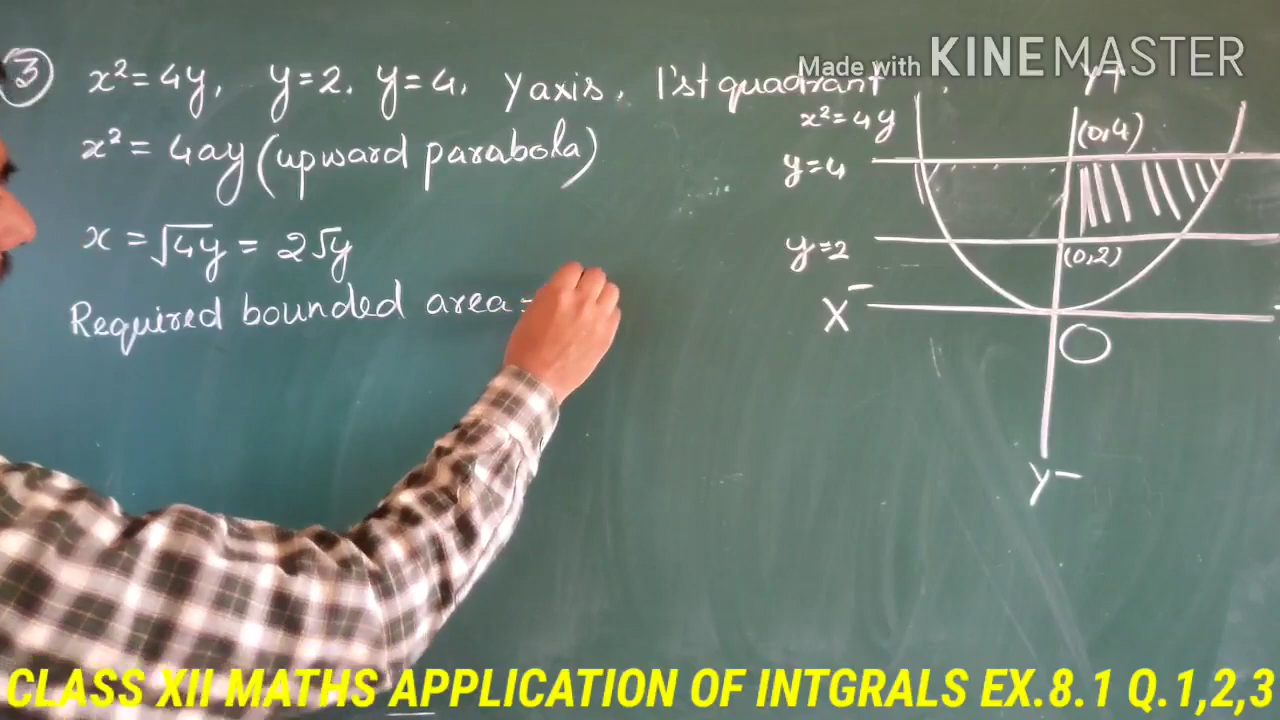 Made with KINEMASTER
③ x² = 4y, y=2. y=4, y axis, 1'st quadrant.
x² = 4ay (upward parabola)
x = √4y = 2√y
Required bounded area =
x² = 4y
(0,4)
y = 4
y = 2
(0,2)
X⁻
O
y⁻
CLASS XII MATHS APPLICATION OF INTGRALS EX.8.1 Q.1,2,3